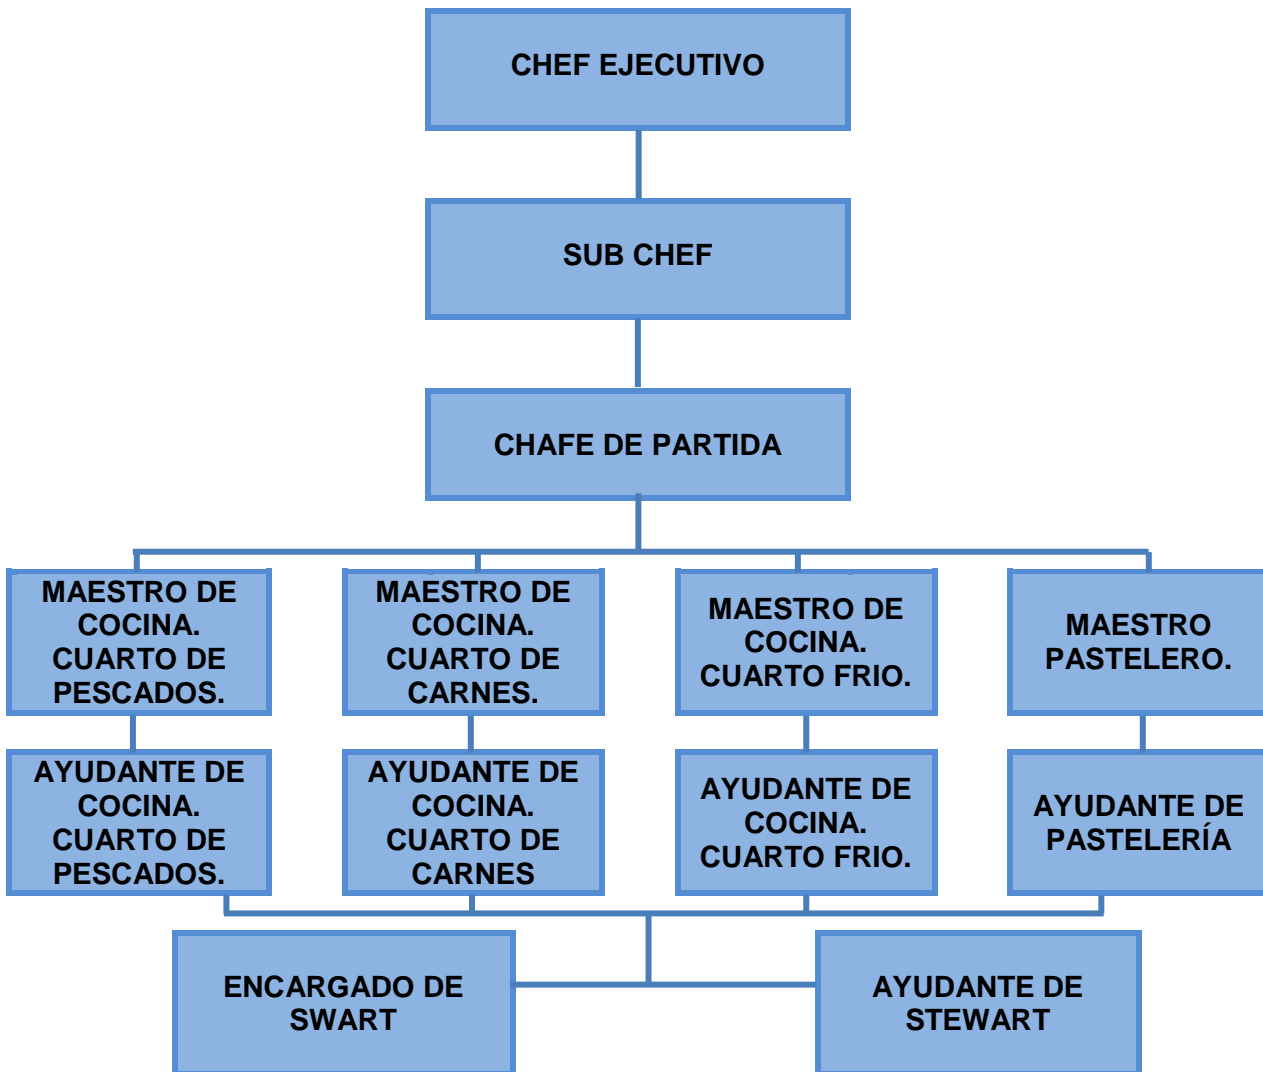 CHEF EJECUTIVO
SUB CHEF
CHAFE DE PARTIDA
MAESTRO DE
COCINA.
CUARTO DE
PESCADOS.
MAESTRO DE
COCINA.
CUARTO DE
CARNES.
MAESTRO DE
COCINA.
CUARTO FRIO.
MAESTRO
PASTELERO.
AYUDANTE DE
COCINA.
CUARTO DE
PESCADOS.
AYUDANTE DE
COCINA.
CUARTO DE
CARNES
AYUDANTE DE
COCINA.
CUARTO FRIO.
AYUDANTE DE
PASTELERÍA
ENCARGADO DE
SWART
AYUDANTE DE
STEWART